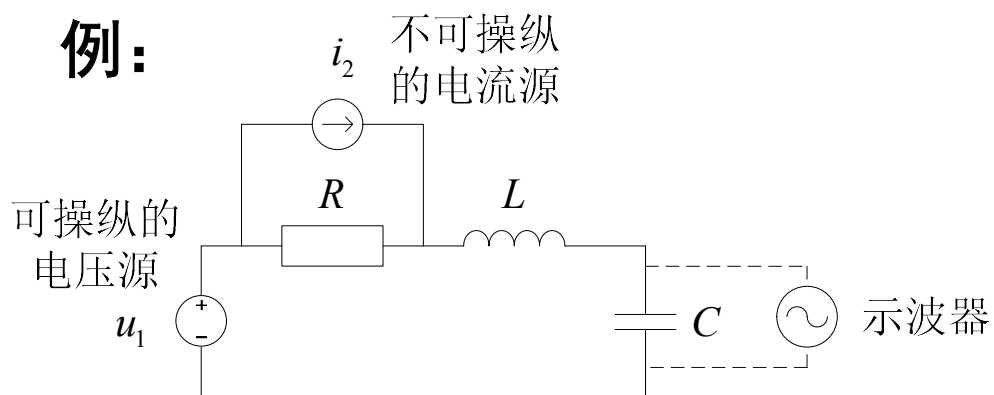 例：
i₂
不可操纵
的电流源
R
L
可操纵的
电压源
u₁
+
-
C
示波器